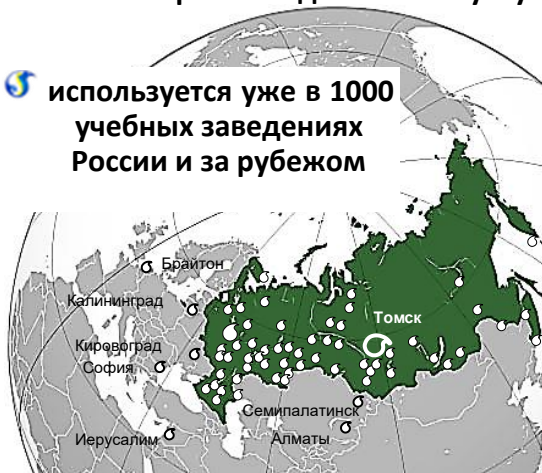 используется уже в 1000
учебных заведениях
России и за рубежом
Брайтон
Калининград
Томск
Кировоград
София
Семипалатинск
Иерусалим
Алматы